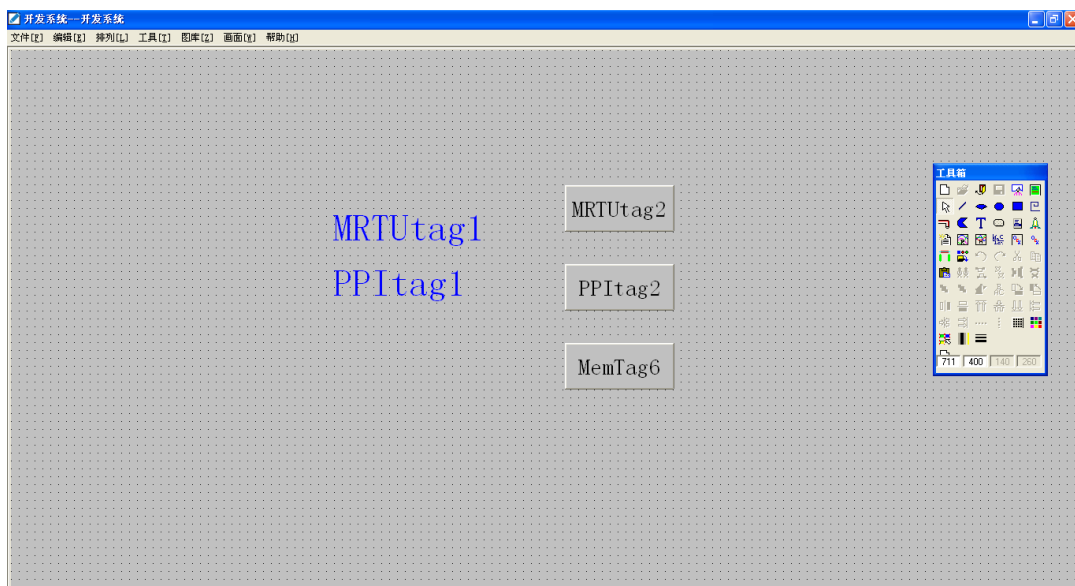 开发系统--开发系统
文件[F] 编辑[E] 排列[L] 工具[T] 图库[Z] 画面[W] 帮助[H]
工具箱
MRTUtag1
MRTUtag2
PPItag1
PPItag2
MemTag6
711 400 140 260